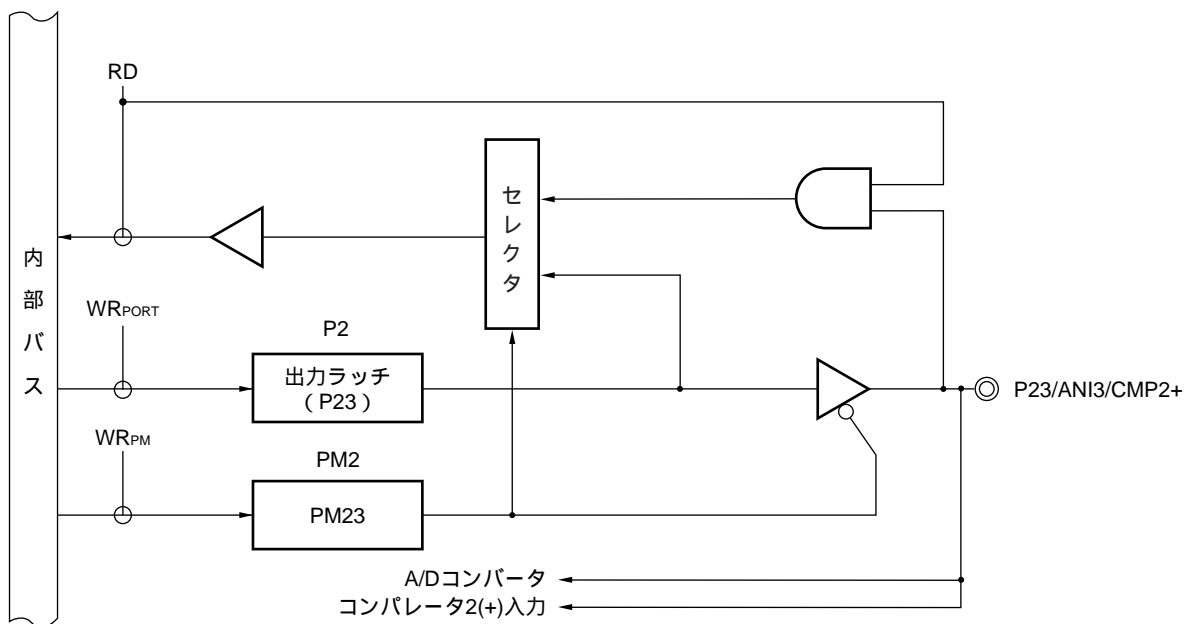 RD
セレクタ
内部バス
WRPORT
P2
出力ラッチ
（P23）
P23/ANI3/CMP2+
WRPM
PM2
PM23
A/Dコンバータ
コンパレータ2(+)入力